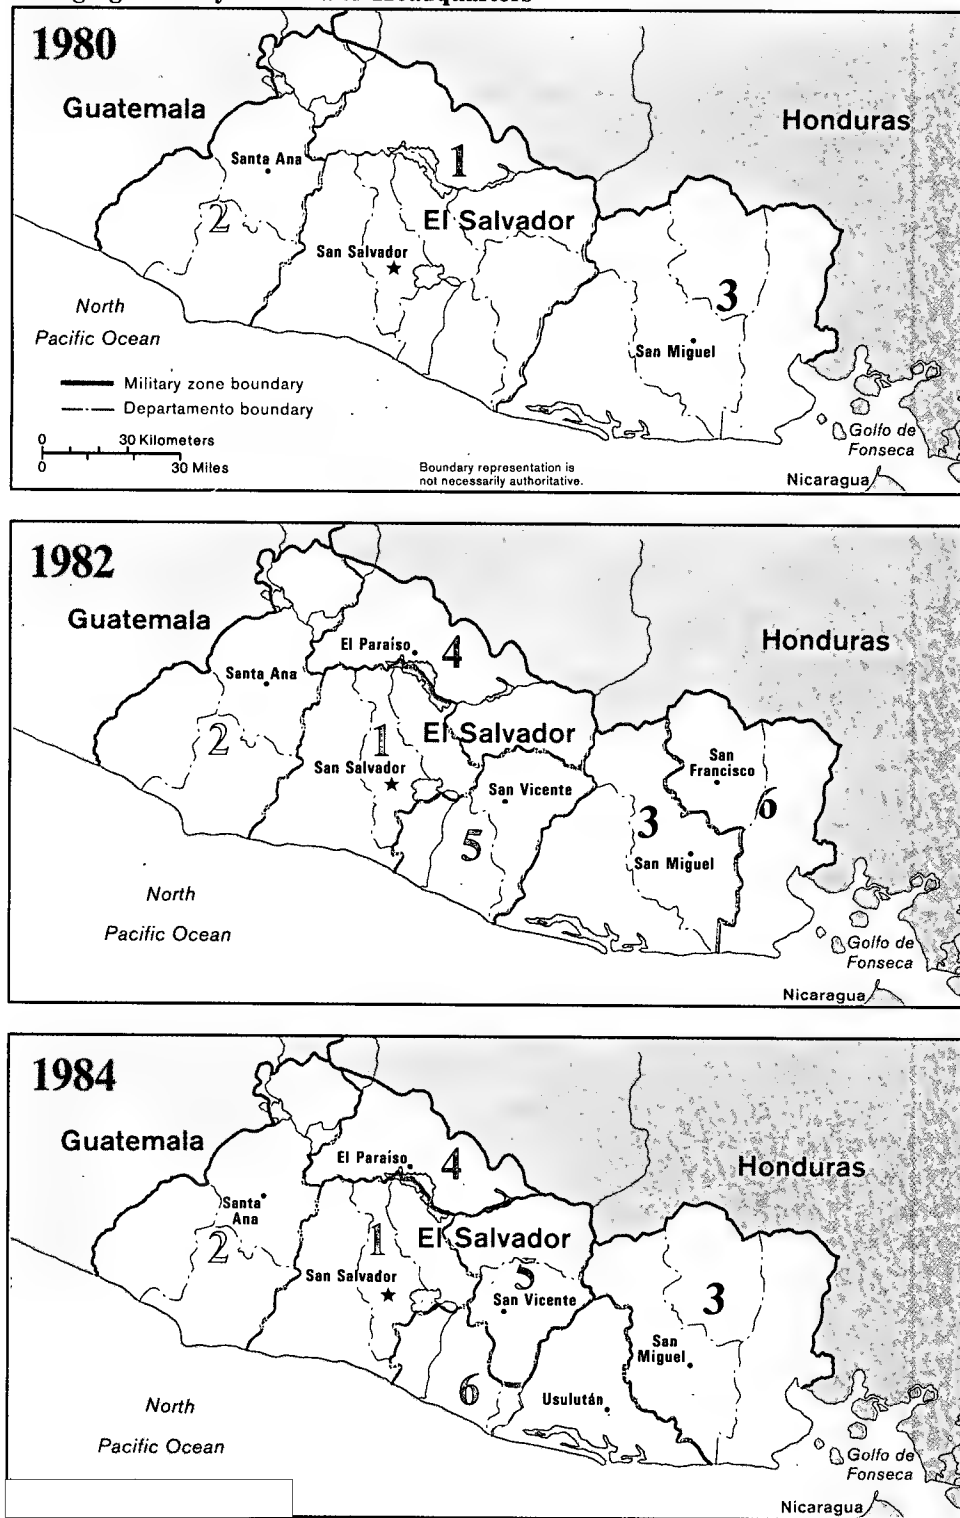 Headquarters
1980
Guatemala
Honduras
Santa Ana
1
2
El Salvador
San Salvador
3
North
Pacific Ocean
San Miguel
Military zone boundary
Departamento boundary
0 30 Kilometers
0 30 Miles
Boundary representation is
not necessarily authoritative.
Golfo de
Fonseca
Nicaragua
1982
Guatemala
Honduras
El Paraíso
4
Santa Ana
2
1
El Salvador
San Salvador
San Vicente
San
Francisco
3
6
5
San Miguel
North
Pacific Ocean
Golfo de
Fonseca
Nicaragua
1984
Guatemala
Honduras
El Paraíso
4
Santa
Ana
2
1
El Salvador
San Salvador
5
San Vicente
3
San
Miguel
6
Usulután
North
Pacific Ocean
Golfo de
Fonseca
Nicaragua